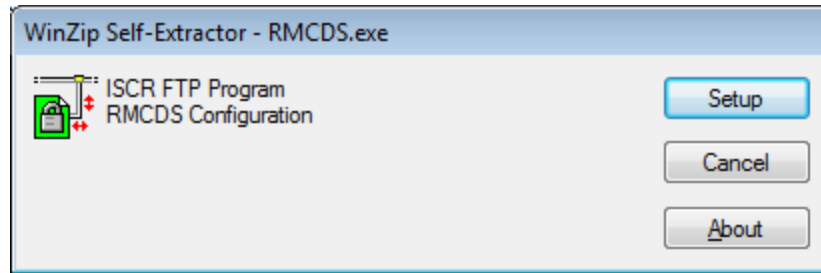 WinZip Self-Extractor - RMCDS.exe
ISCR FTP Program
RMCDS Configuration
Setup
Cancel
About